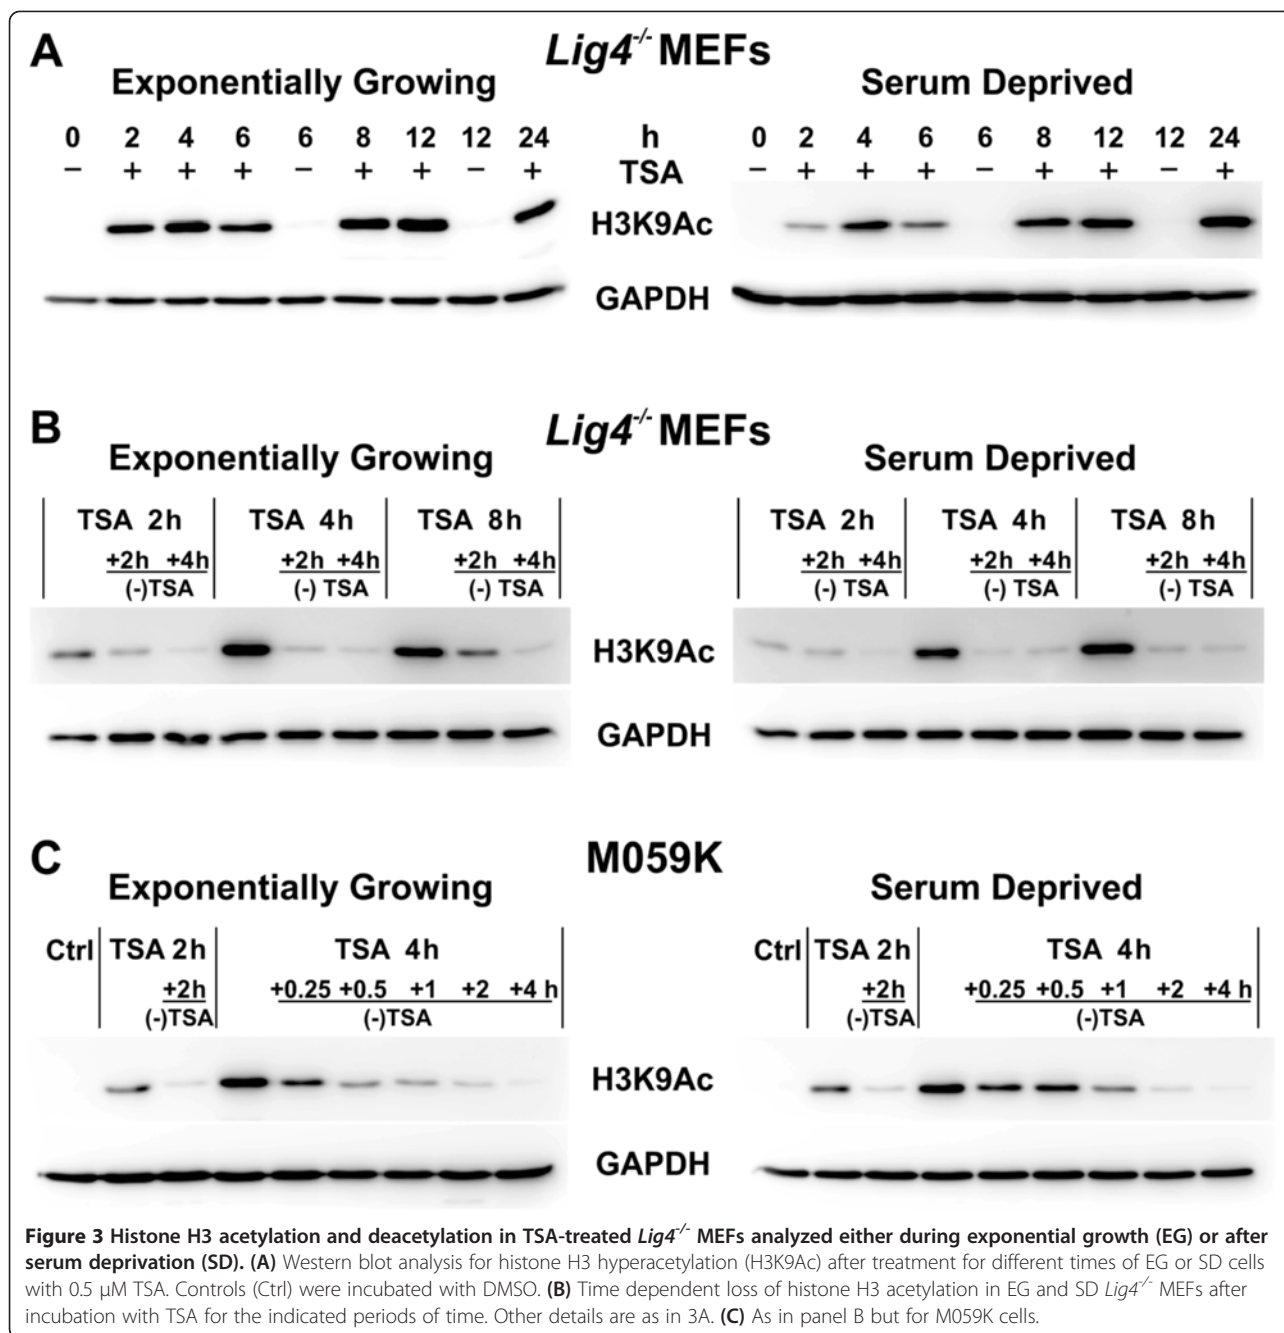 A
Lig4-/- MEFs
Exponentially Growing
Serum Deprived
0 2 4 6 6 8 12 12 24 h 0 2 4 6 6 8 12 12 24
− + + + − + + − + TSA − + + + − + + − +
H3K9Ac
GAPDH
B
Lig4-/- MEFs
Exponentially Growing
Serum Deprived
TSA 2h TSA 4h TSA 8h TSA 2h TSA 4h TSA 8h
+2h +4h +2h +4h +2h +4h +2h +4h +2h +4h +2h +4h
(-)TSA (-) TSA (-) TSA (-) TSA (-) TSA (-) TSA
H3K9Ac
GAPDH
C
M059K
Exponentially Growing
Serum Deprived
Ctrl TSA 2h TSA 4h Ctrl TSA 2h TSA 4h
+2h +0.25 +0.5 +1 +2 +4 h +2h +0.25 +0.5 +1 +2 +4 h
(-)TSA (-)TSA (-)TSA (-)TSA
H3K9Ac
GAPDH
Figure 3 Histone H3 acetylation and deacetylation in TSA-treated Lig4-/- MEFs analyzed either during exponential growth (EG) or after
serum deprivation (SD). (A) Western blot analysis for histone H3 hyperacetylation (H3K9Ac) after treatment for different times of EG or SD cells
with 0.5 μM TSA. Controls (Ctrl) were incubated with DMSO. (B) Time dependent loss of histone H3 acetylation in EG and SD Lig4-/- MEFs after
incubation with TSA for the indicated periods of time. Other details are as in 3A. (C) As in panel B but for M059K cells.